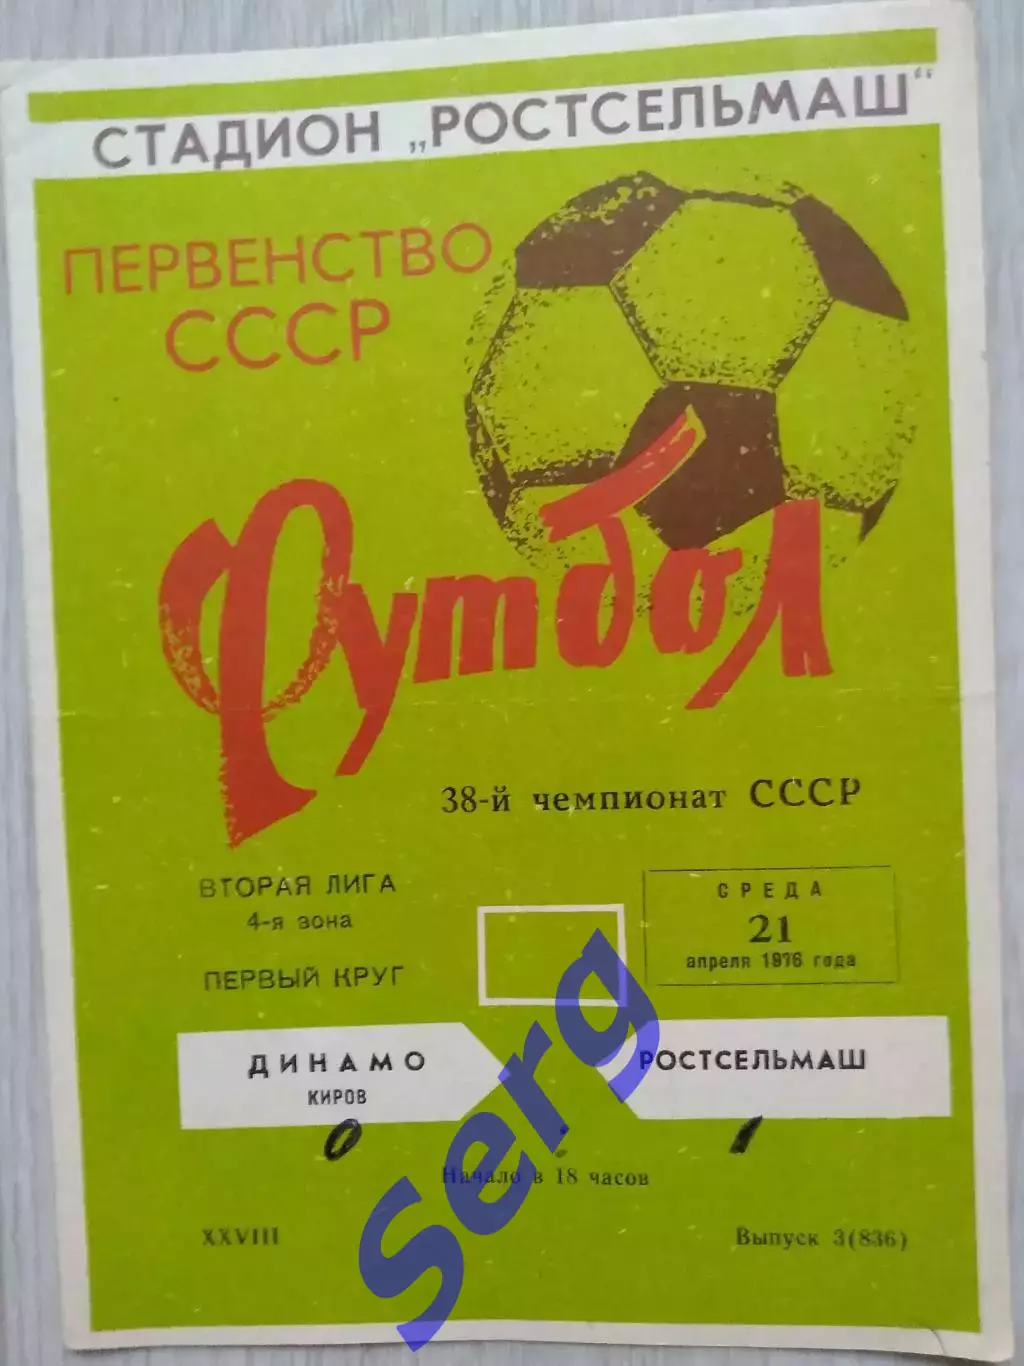 СТАДИОН „РОСТСЕЛЬМАШ“
ПЕРВЕНСТВО
СССР
Футбол
38-й чемпионат СССР
ВТОРАЯ ЛИГА
4-я зона
ПЕРВЫЙ КРУГ
СРЕДА
21
апреля 1976 года
ДИНАМО
КИРОВ
РОСТСЕЛЬМАШ
0 : 1
Начало в 18 часов
XXVIII
Выпуск 3(836)
Serg